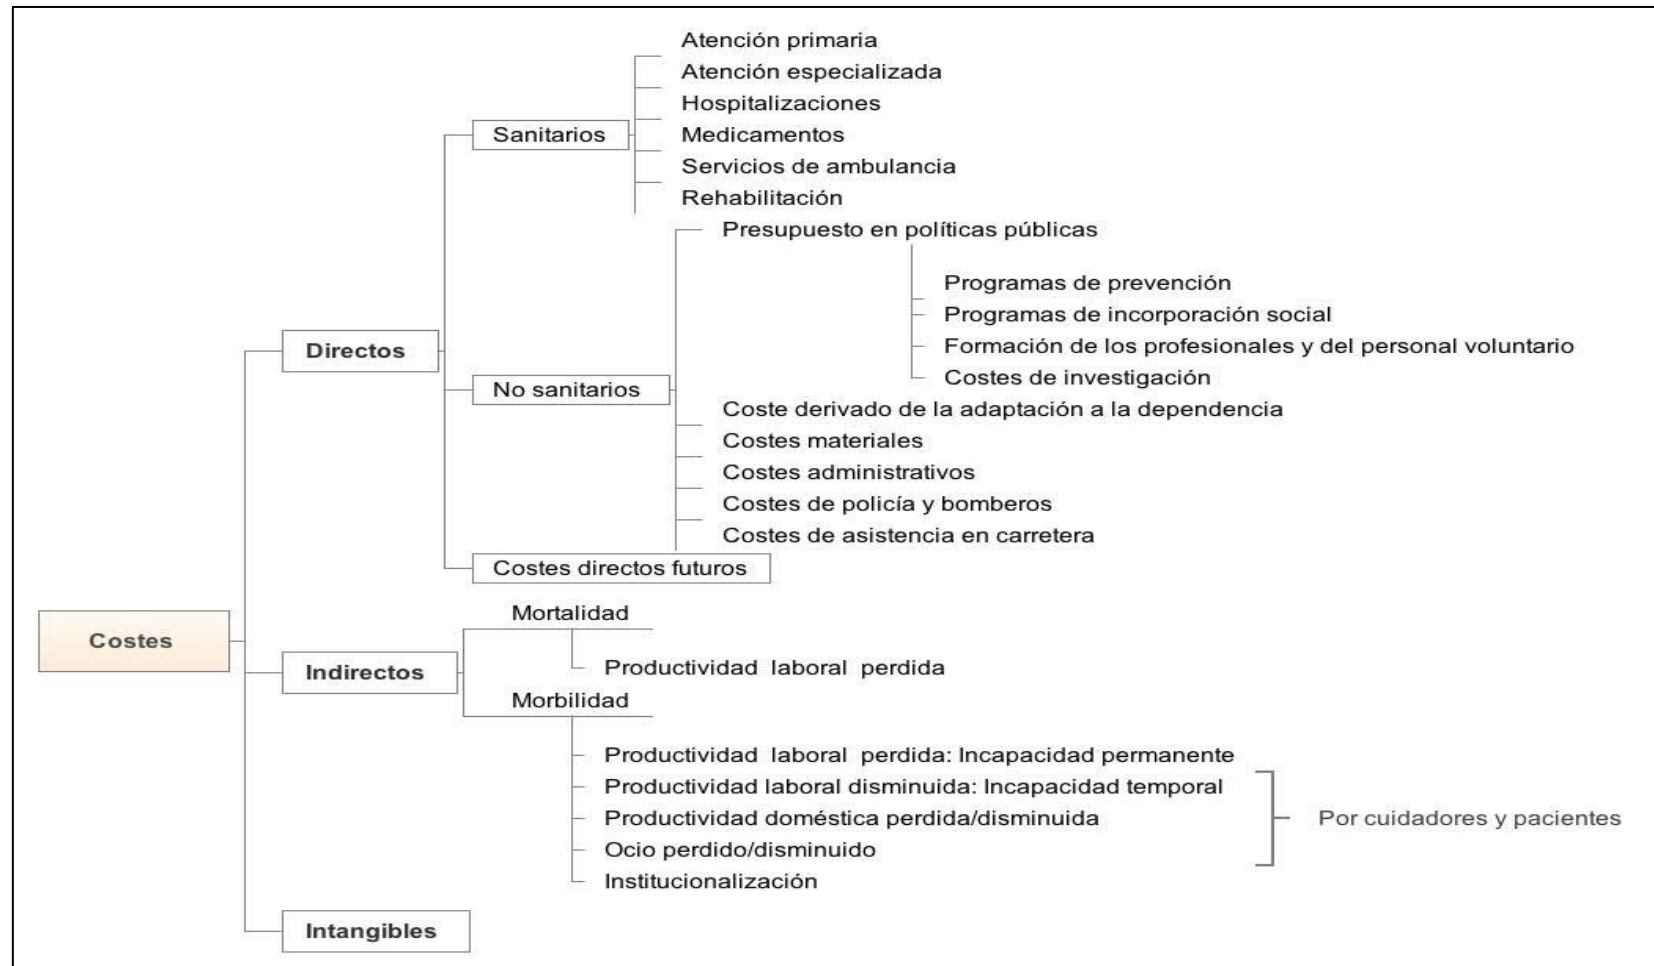 Atención primaria
Atención especializada
Hospitalizaciones
Sanitarios
Medicamentos
Servicios de ambulancia
Rehabilitación
Presupuesto en políticas públicas
Programas de prevención
Programas de incorporación social
Directos
Formación de los profesionales y del personal voluntario
Costes de investigación
No sanitarios
Coste derivado de la adaptación a la dependencia
Costes materiales
Costes administrativos
Costes de policía y bomberos
Costes de asistencia en carretera
Costes directos futuros
Mortalidad
Costes
Productividad laboral perdida
Indirectos
Morbilidad
Productividad laboral perdida: Incapacidad permanente
Productividad laboral disminuida: Incapacidad temporal
Productividad doméstica perdida/disminuida
Por cuidadores y pacientes
Ocio perdido/disminuido
Institucionalización
Intangibles